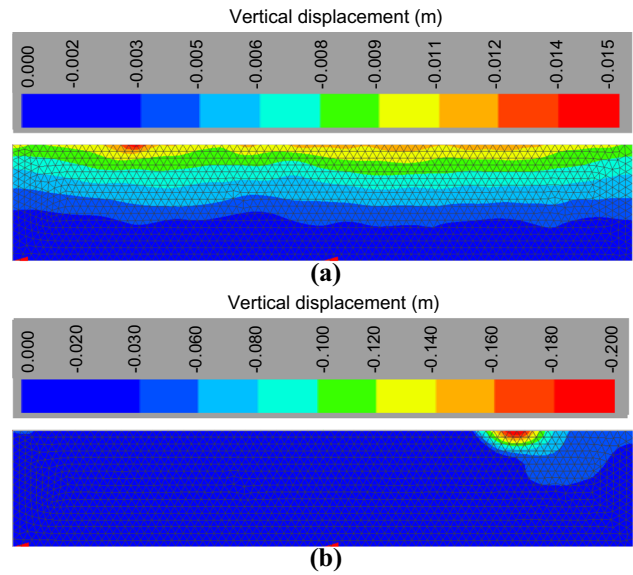 Vertical displacement (m)
0.000 -0.002 -0.003 -0.005 -0.006 -0.008 -0.009 -0.011 -0.012 -0.014 -0.015
(a)
Vertical displacement (m)
0.000 -0.020 -0.030 -0.060 -0.080 -0.100 -0.120 -0.140 -0.160 -0.180 -0.200
(b)